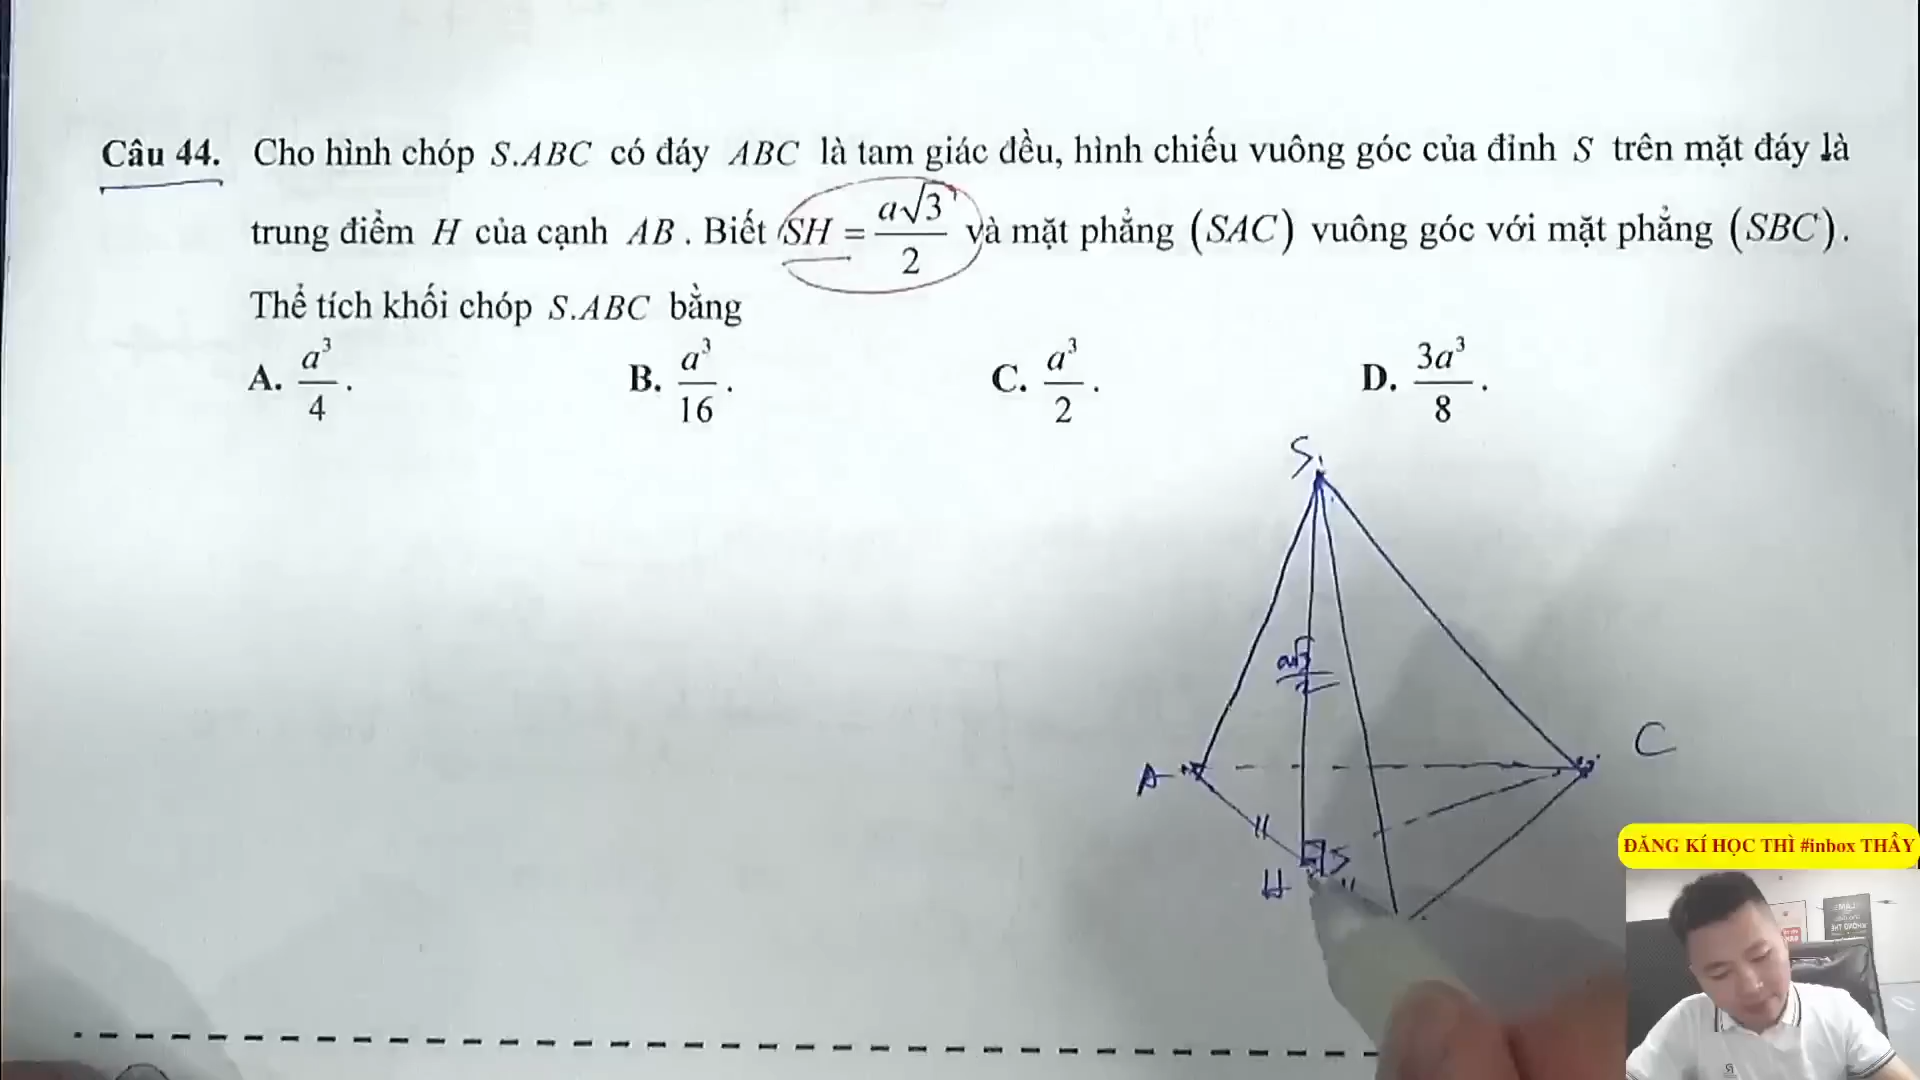 Câu 44. Cho hình chóp S.ABC có đáy ABC là tam giác đều, hình chiếu vuông góc của đỉnh S trên mặt đáy là
trung điểm H của cạnh AB. Biết SH = a√3/2 và mặt phẳng (SAC) vuông góc với mặt phẳng (SBC).
Thể tích khối chóp S.ABC bằng
A. a³/4. B. a³/16. C. a³/2. D. 3a³/8.
S
a√3/2
A
C
H
ĐĂNG KÍ HỌC THÌ #inbox THẦY